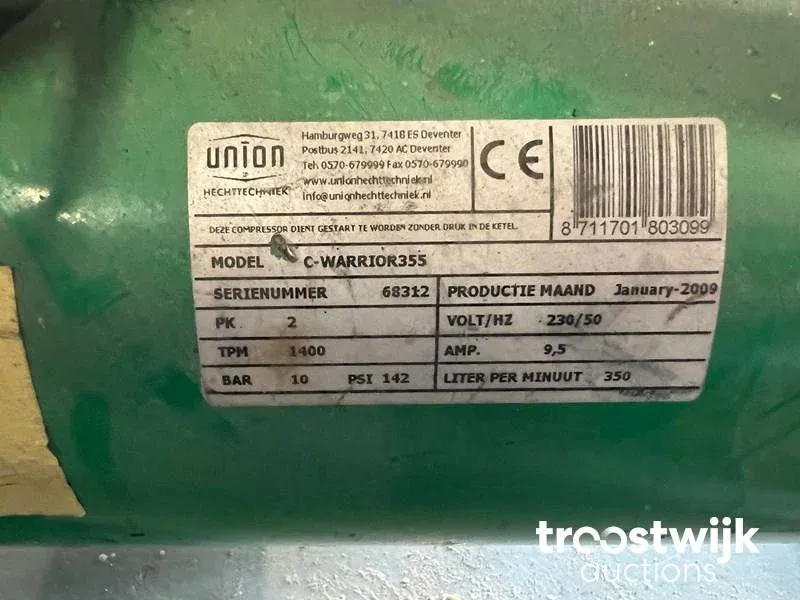 union
HECHTTECHNIEK
Hamburgweg 31, 7418 ES Deventer
Postbus 2141, 7420 AC Deventer
Tel. 0570-679999 Fax 0570-679990
www.unionhechttechniek.nl
info@unionhechttechniek.nl
CE
8 711701 803099
DEZE COMPRESSOR DIENT GESTART TE WORDEN ZONDER DRUK IN DE KETEL.
MODEL C-WARRIOR355
SERIENUMMER 68312 PRODUCTIE MAAND January-2009
PK 2 VOLT/HZ 230/50
TPM 1400 AMP. 9,5
BAR 10 PSI 142 LITER PER MINUUT 350
troostwijk
auctions